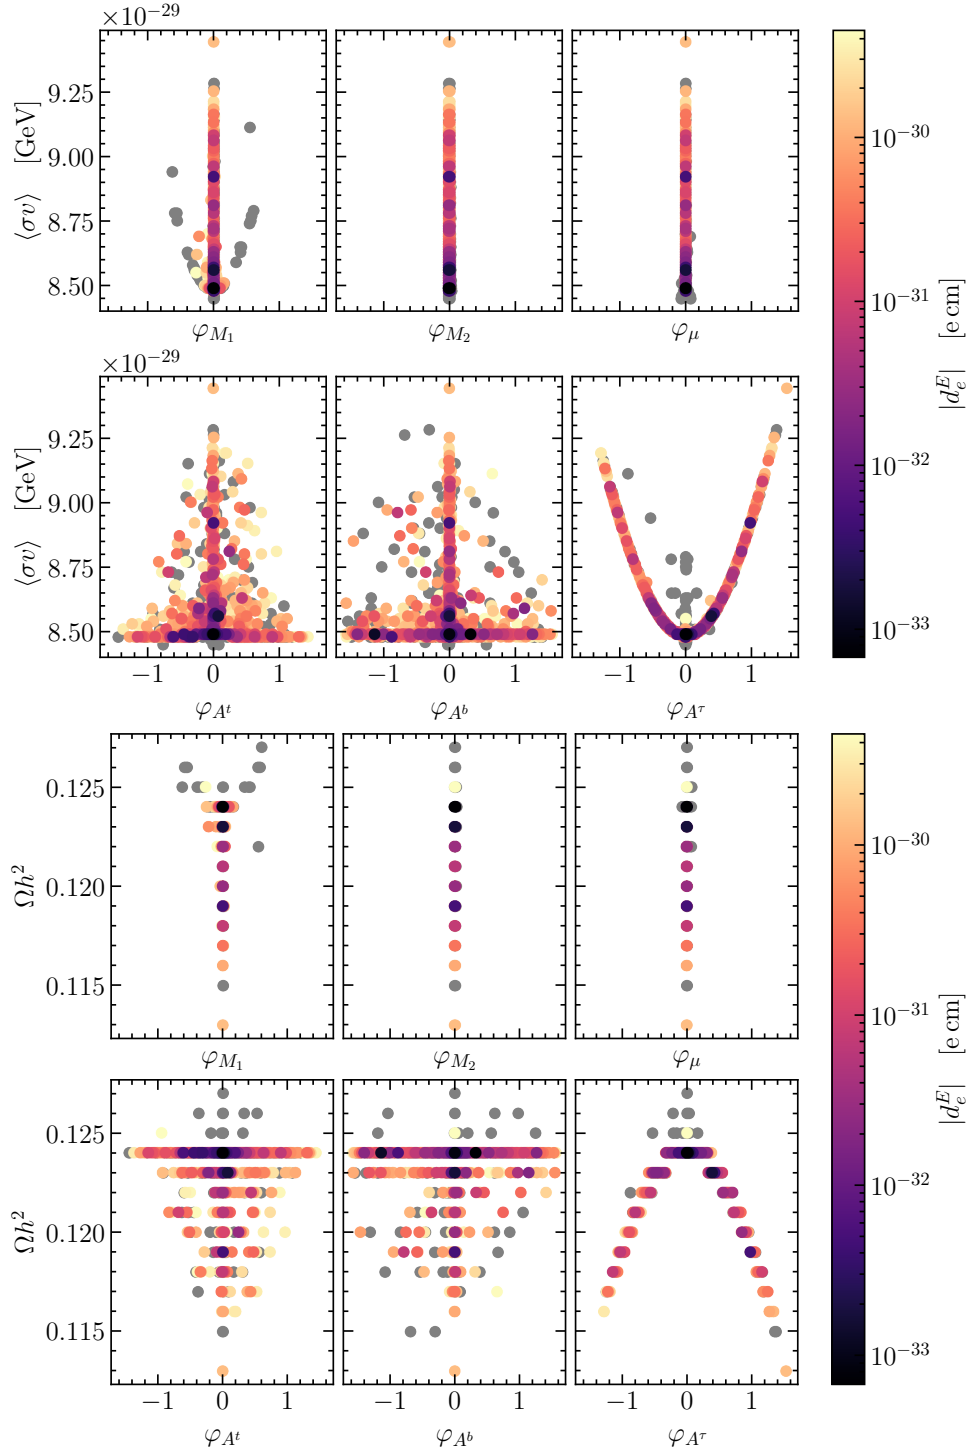 ×10⁻²⁹
⟨σv⟩ [GeV]
9.25
9.00
8.75
8.50
φ_{M_1} φ_{M_2} φ_μ
×10⁻²⁹
⟨σv⟩ [GeV]
9.25
9.00
8.75
8.50
−1 0 1 −1 0 1 −1 0 1
φ_{A^t} φ_{A^b} φ_{A^τ}
10⁻³⁰
10⁻³¹
10⁻³²
10⁻³³
|d_e^E| [e cm]
Ωh²
0.125
0.120
0.115
φ_{M_1} φ_{M_2} φ_μ
Ωh²
0.125
0.120
0.115
−1 0 1 −1 0 1 −1 0 1
φ_{A^t} φ_{A^b} φ_{A^τ}
10⁻³⁰
10⁻³¹
10⁻³²
10⁻³³
|d_e^E| [e cm]